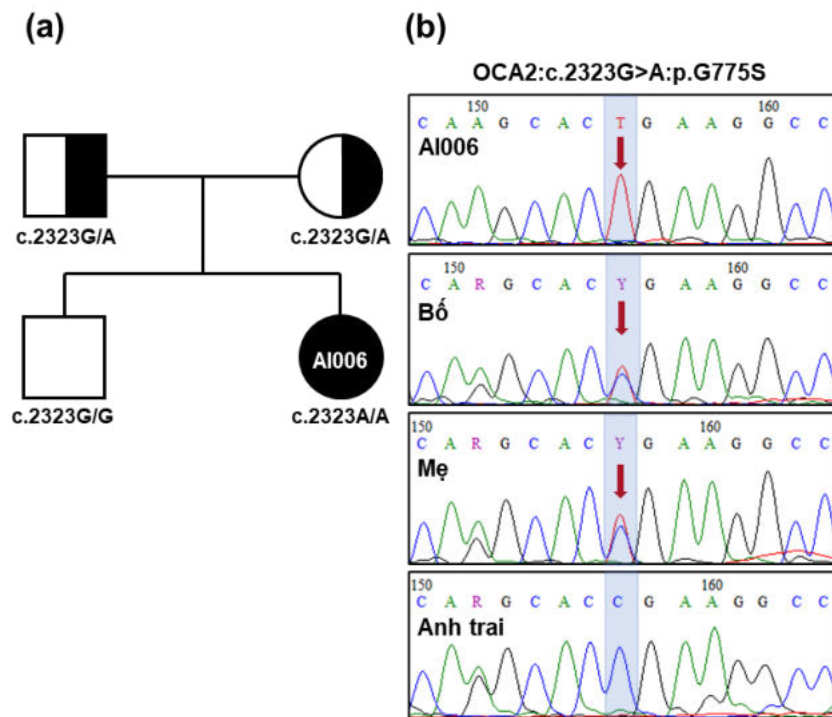 (a)
c.2323G/A
c.2323G/A
AI006
c.2323G/G
c.2323A/A
(b)
OCA2:c.2323G>A:p.G775S
150 160
C A A G C A C T G A A G G C C
AI006
150 160
C A R G C A C Y G A A G G C C
Bố
150 160
C A R G C A C Y G A A G G C C
Mẹ
150 160
C A R G C A C C G A A G G C C
Anh trai